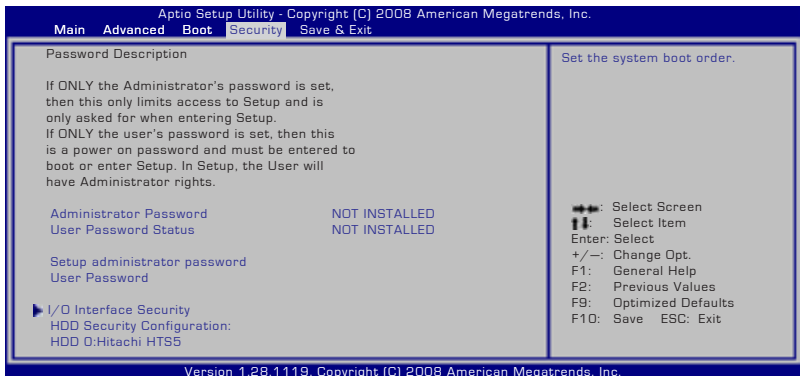 Aptio Setup Utility - Copyright (C) 2008 American Megatrends, Inc.
Main Advanced Boot Security Save & Exit
Password Description
If ONLY the Administrator's password is set,
then this only limits access to Setup and is
only asked for when entering Setup.
If ONLY the user's password is set, then this
is a power on password and must be entered to
boot or enter Setup. In Setup, the User will
have Administrator rights.
Administrator Password NOT INSTALLED
User Password Status NOT INSTALLED
Setup administrator password
User Password
I/O Interface Security
HDD Security Configuration:
HDD 0:Hitachi HTS5
Set the system boot order.
: Select Screen
: Select Item
Enter: Select
+/—: Change Opt.
F1: General Help
F2: Previous Values
F9: Optimized Defaults
F10: Save ESC: Exit
Version 1.28.1119. Copyright (C) 2008 American Megatrends, Inc.